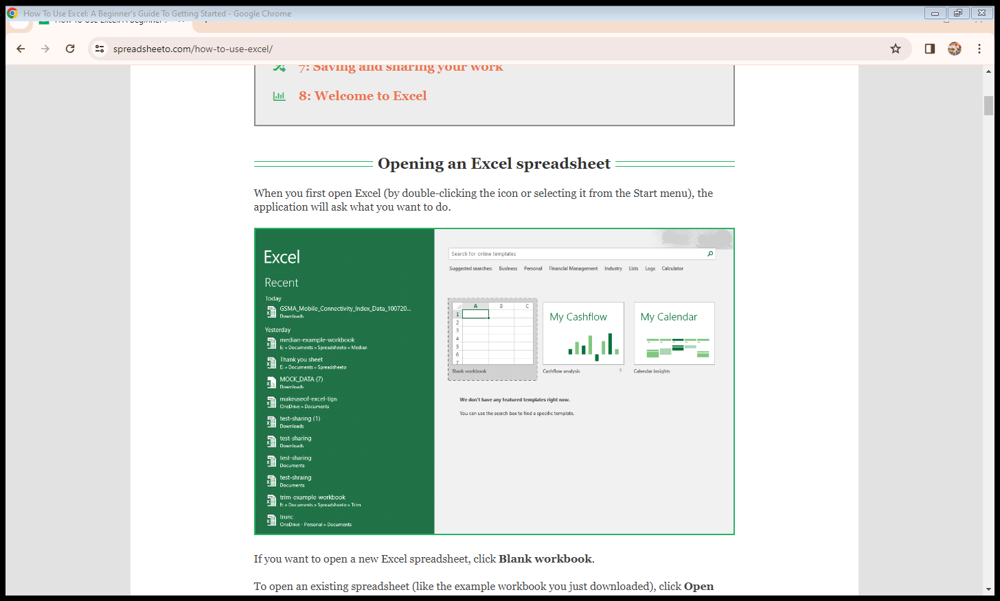 How To Use Excel: A Beginner's Guide To Getting Started - Google Chrome
How To Use Excel: A Beginner's
spreadsheeto.com/how-to-use-excel/
7: Saving and sharing your work
8: Welcome to Excel
Opening an Excel spreadsheet
When you first open Excel (by double-clicking the icon or selecting it from the Start menu), the
application will ask what you want to do.
Excel
Recent
Today
GSMA_Mobile_Connectivity_Index_Data_100720...
Downloads
Yesterday
median-example-workbook
E: » Documents » Spreadsheeto » Median
Thank you sheet
E: » Documents » Spreadsheeto
MOCK_DATA (7)
Downloads
makeuseof-excel-tips
OneDrive » Documents
test-sharing (1)
Downloads
test-sharing
Downloads
test-sharing
Documents
test-shraing
Documents
trim-example-workbook
E: » Documents » Spreadsheeto » Trim
trunc
OneDrive - Personal » Documents
Search for online templates
Suggested searches: Business Personal Financial Management Industry Lists Logs Calculator
A B C
1
2
3
4
5
6
7
Blank workbook
My Cashflow
Cashflow analysis
My Calendar
Calendar insights
We don't have any featured templates right now.
You can use the search box to find a specific template.
If you want to open a new Excel spreadsheet, click Blank workbook.
To open an existing spreadsheet (like the example workbook you just downloaded), click Open